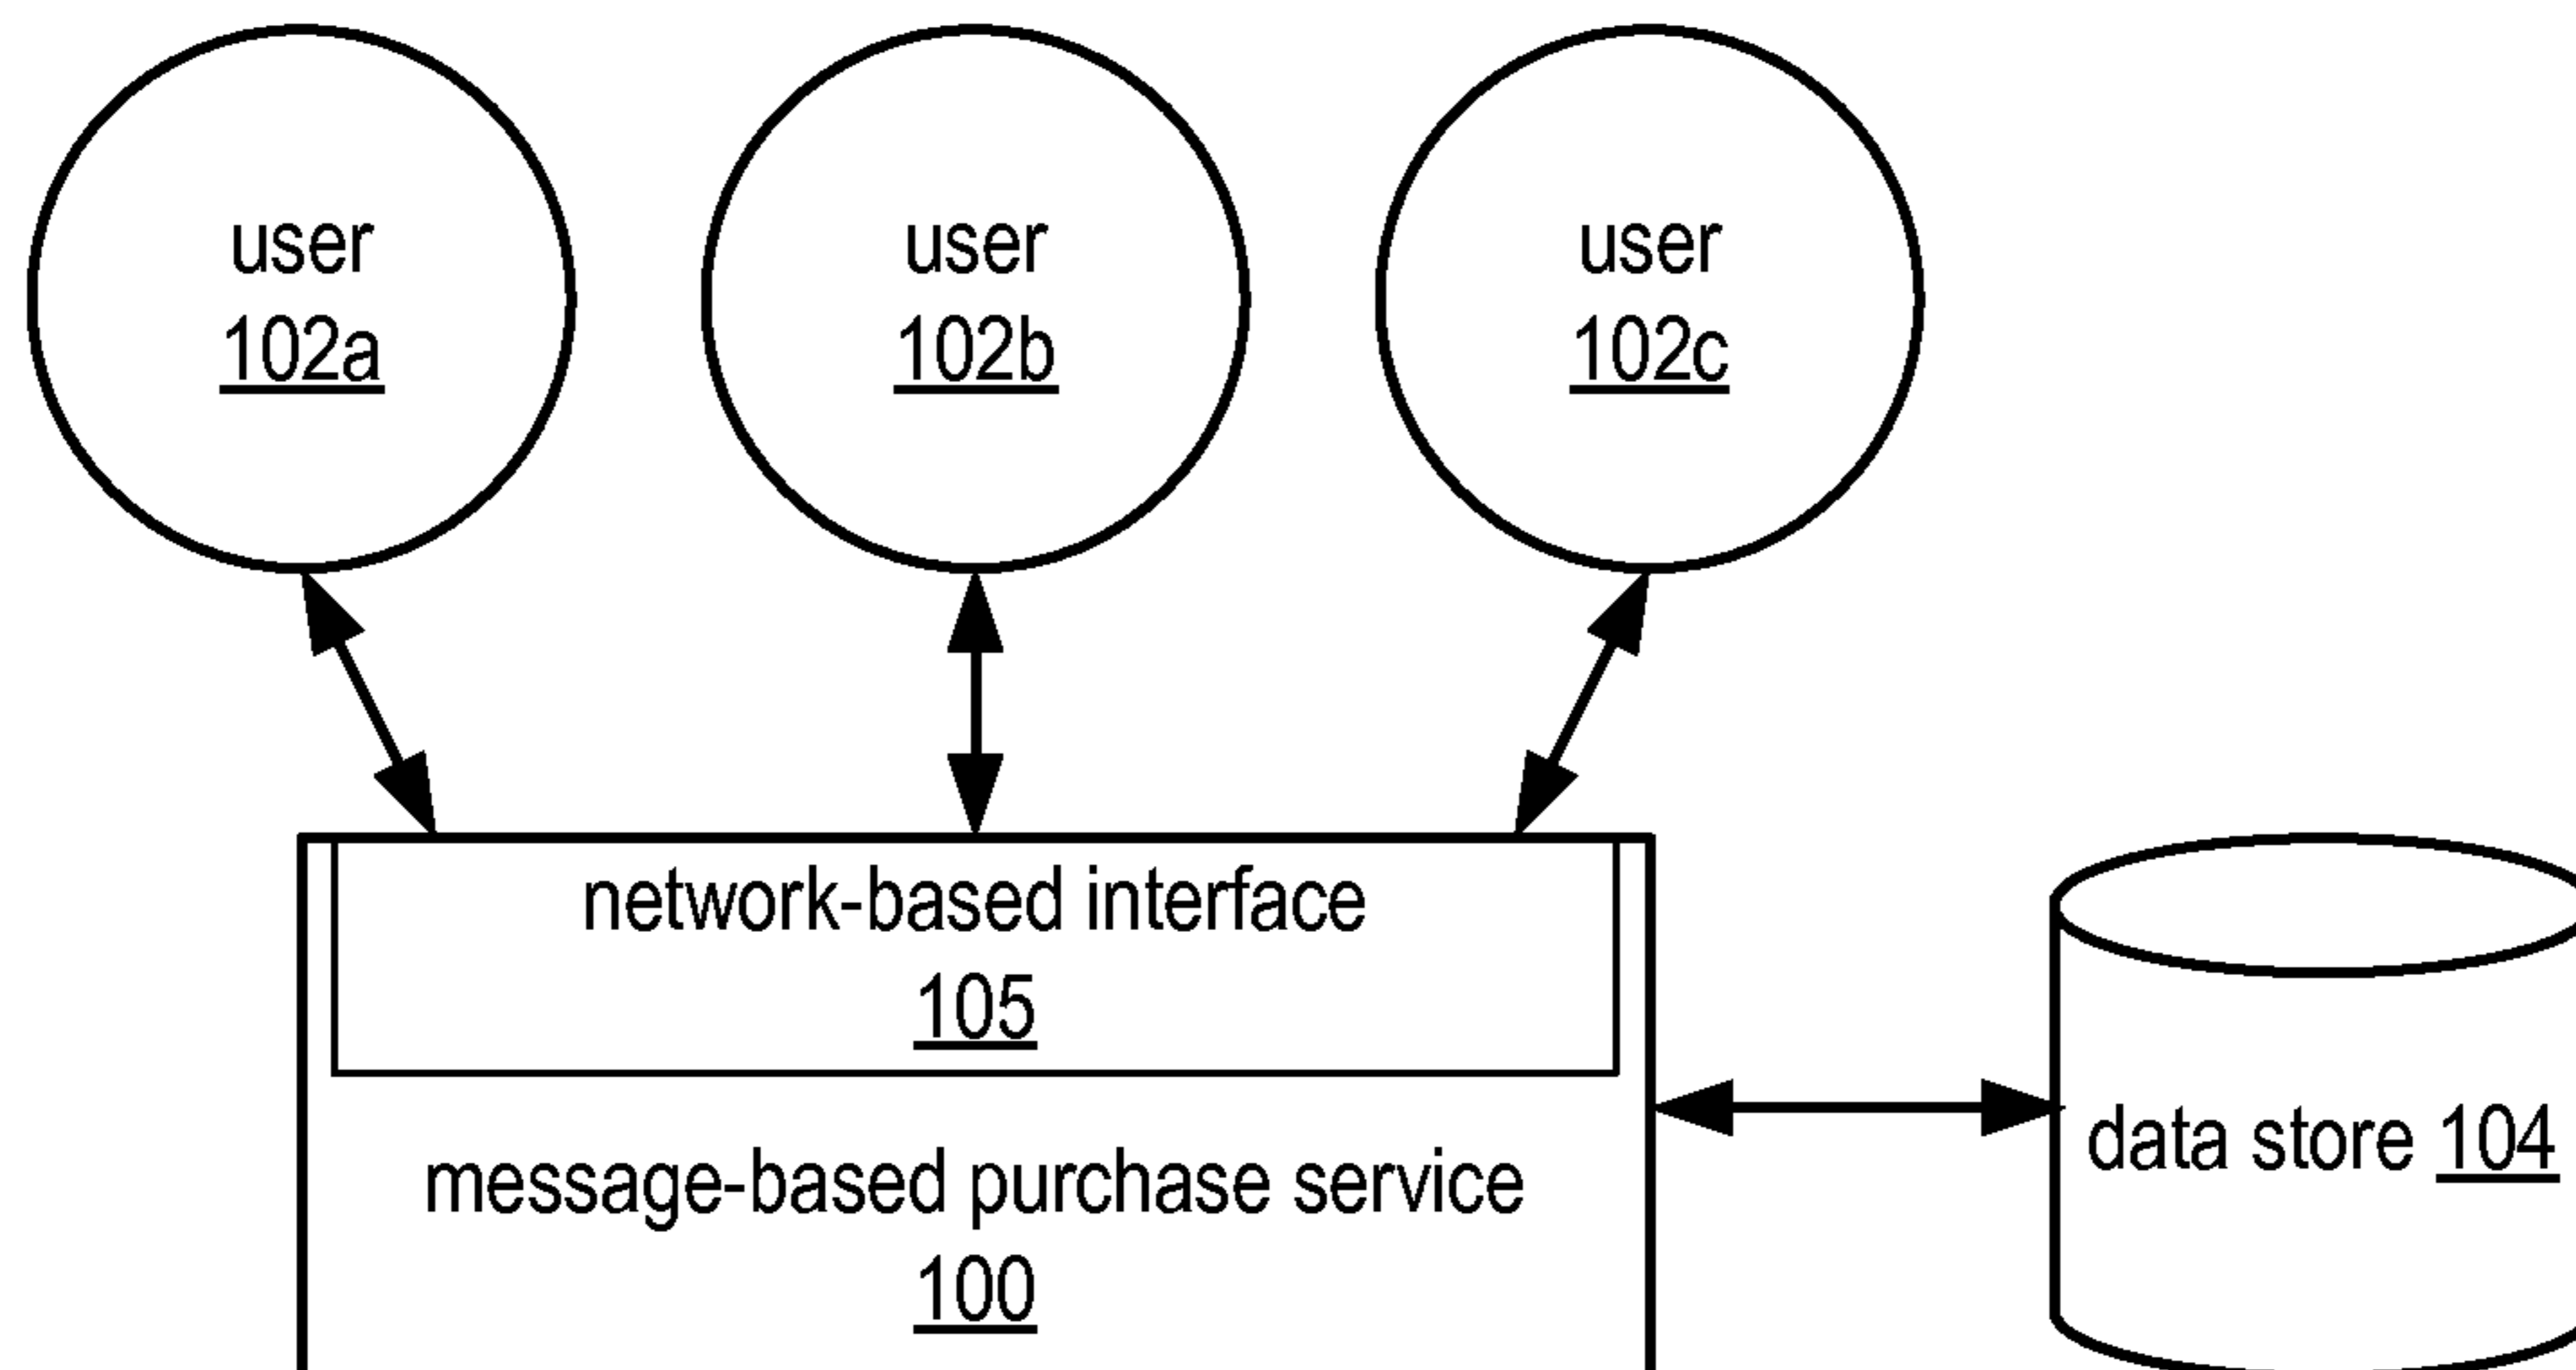 user
102a
user
102b
user
102c
network-based interface
105
message-based purchase service
100
data store 104